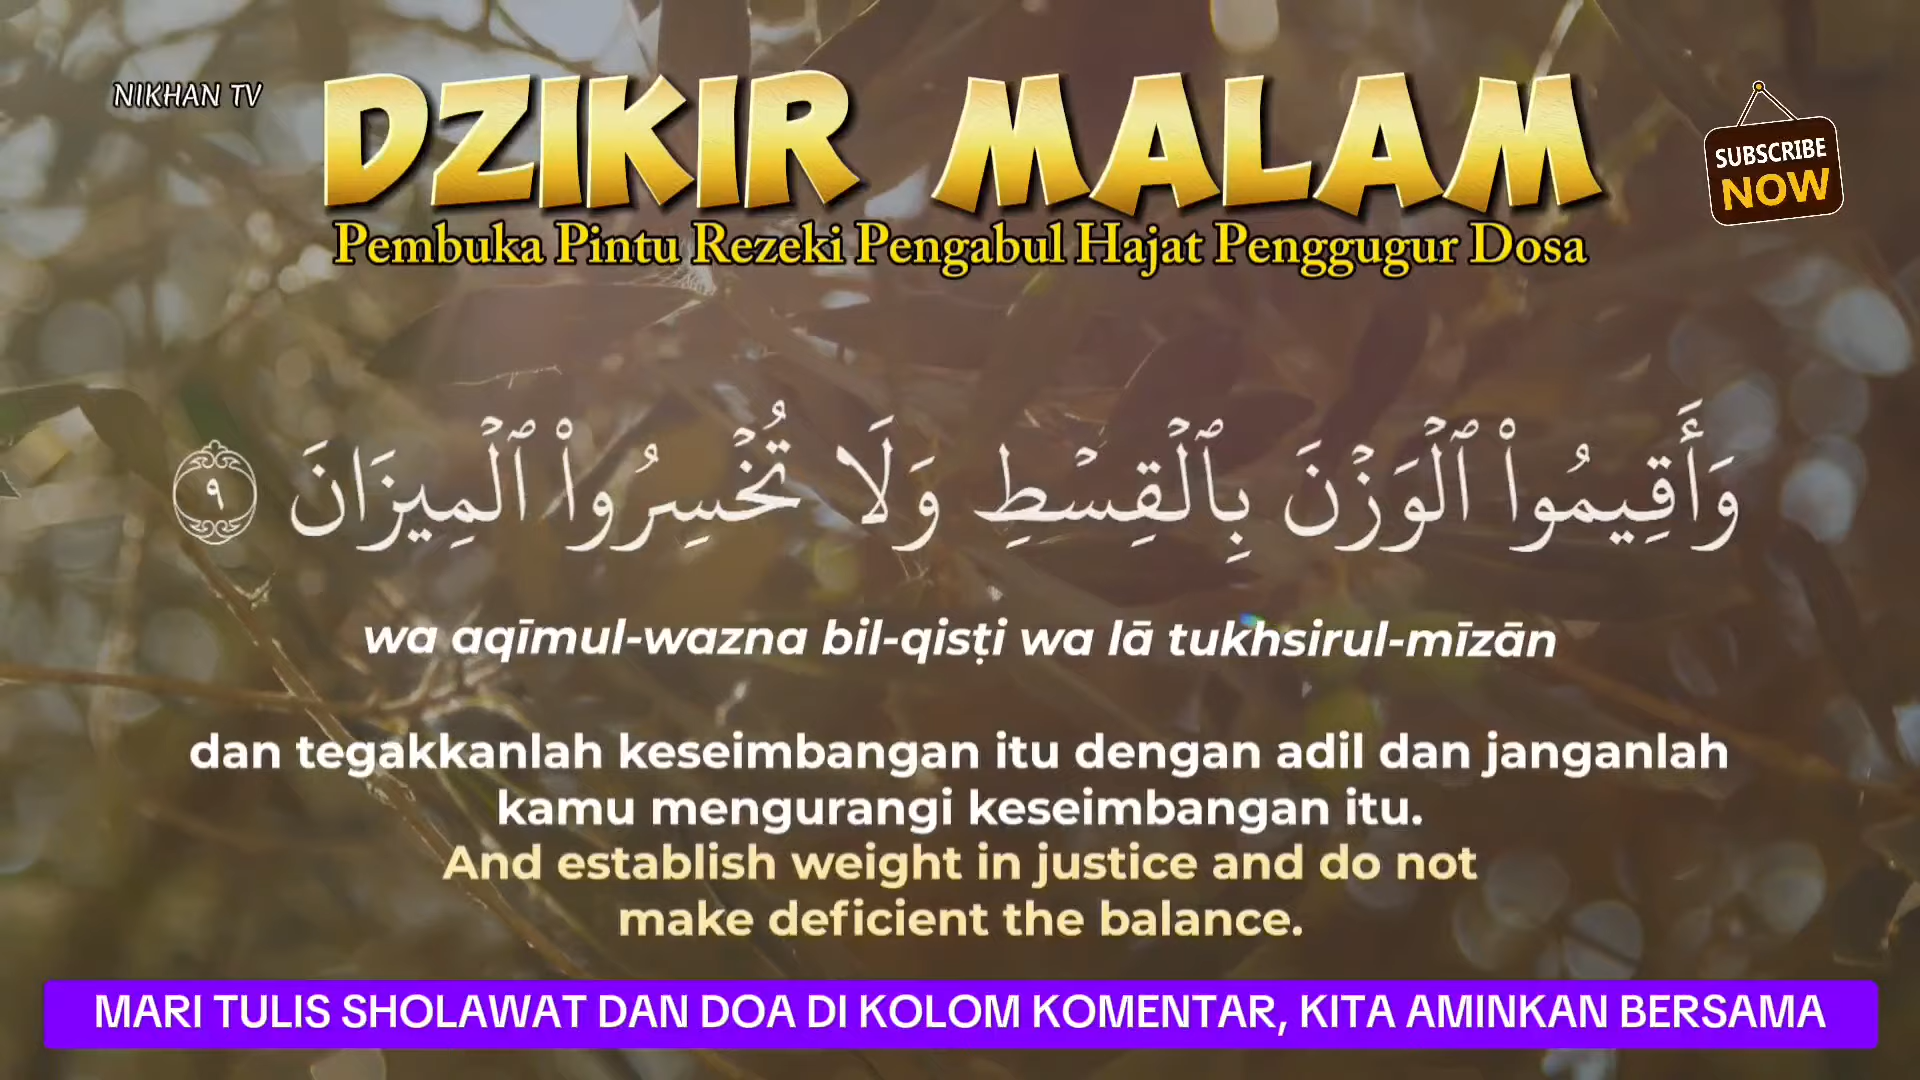 NIKHAN TV
DZIKIR MALAM
SUBSCRIBE
NOW
Pembuka Pintu Rezeki Pengabul Hajat Penggugur Dosa
وَأَقِيمُوا۟ ٱلْوَزْنَ بِٱلْقِسْطِ وَلَا تُخْسِرُوا۟ ٱلْمِيزَانَ ٩
wa aqīmul-wazna bil-qisṭi wa lā tukhsirul-mīzān
dan tegakkanlah keseimbangan itu dengan adil dan janganlah
kamu mengurangi keseimbangan itu.
And establish weight in justice and do not
make deficient the balance.
MARI TULIS SHOLAWAT DAN DOA DI KOLOM KOMENTAR, KITA AMINKAN BERSAMA